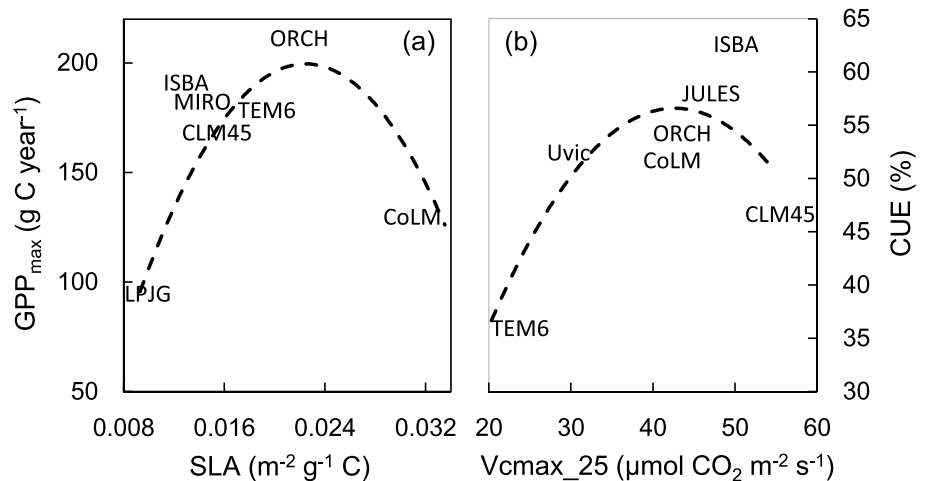 (a)
(b)
GPPmax (g C year⁻¹)
200
150
100
50
ORCH
ISBA
MIRO
TEM6
CLM45
CoLM
LPJG
0.008 0.016 0.024 0.032
SLA (m⁻² g⁻¹ C)
ISBA
JULES
ORCH
Uvic
CoLM
CLM45
TEM6
20 30 40 50 60
Vcmax_25 (µmol CO₂ m⁻² s⁻¹)
65
60
55
50
45
40
35
30
CUE (%)